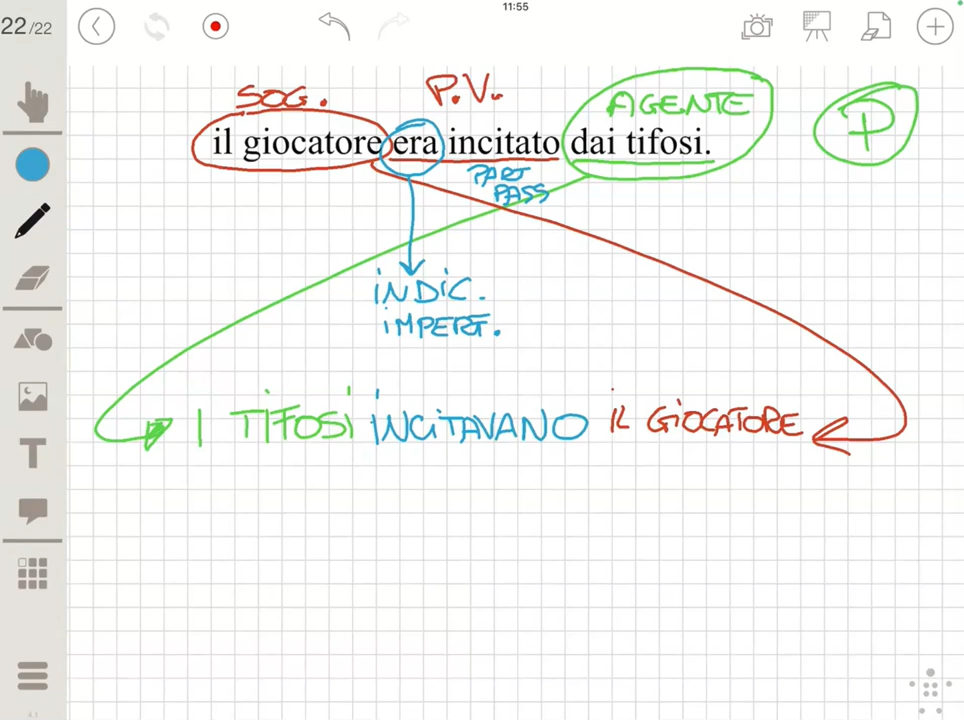 11:55
22/22
SOG. P.V. AGENTE
il giocatore era incitato dai tifosi. P
PART
PASS
iNDiC.
iMPERF.
I TiFOSi iNCiTAVANO iL GiOCATORE
T